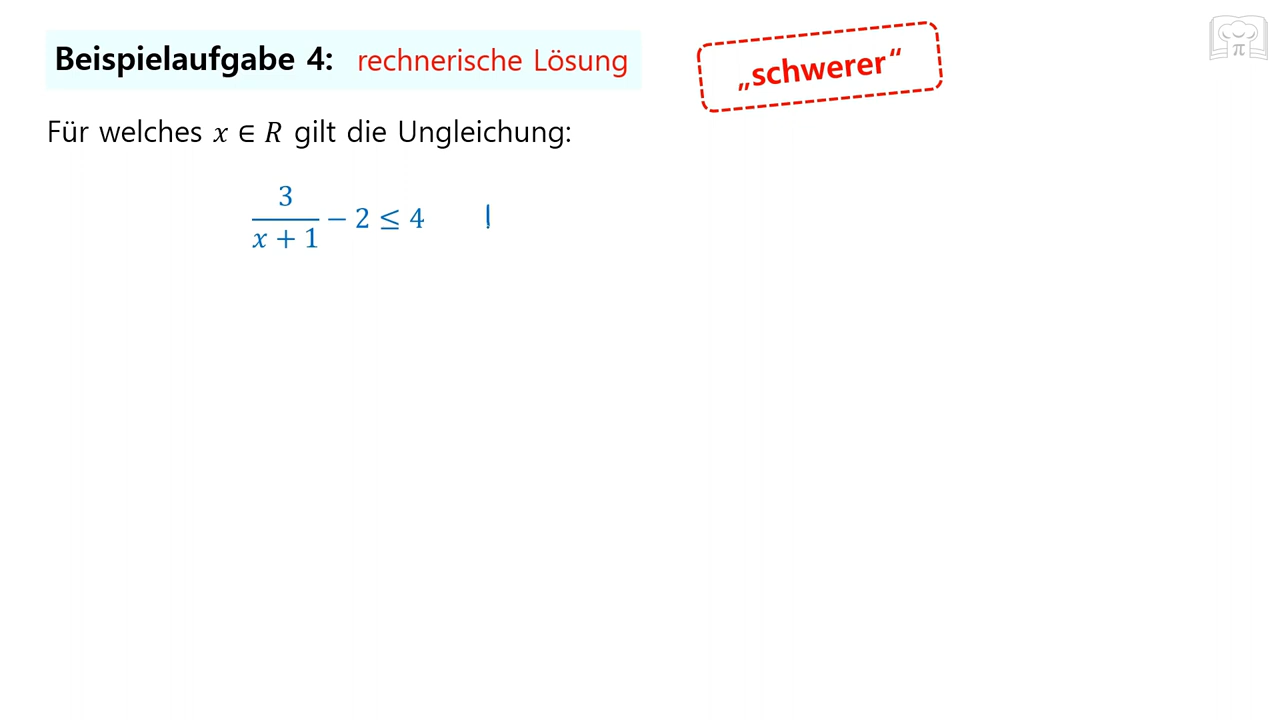 Beispielaufgabe 4: rechnerische Lösung
„schwerer“
Für welches x ∈ R gilt die Ungleichung:
3/(x + 1) − 2 ≤ 4 |
π